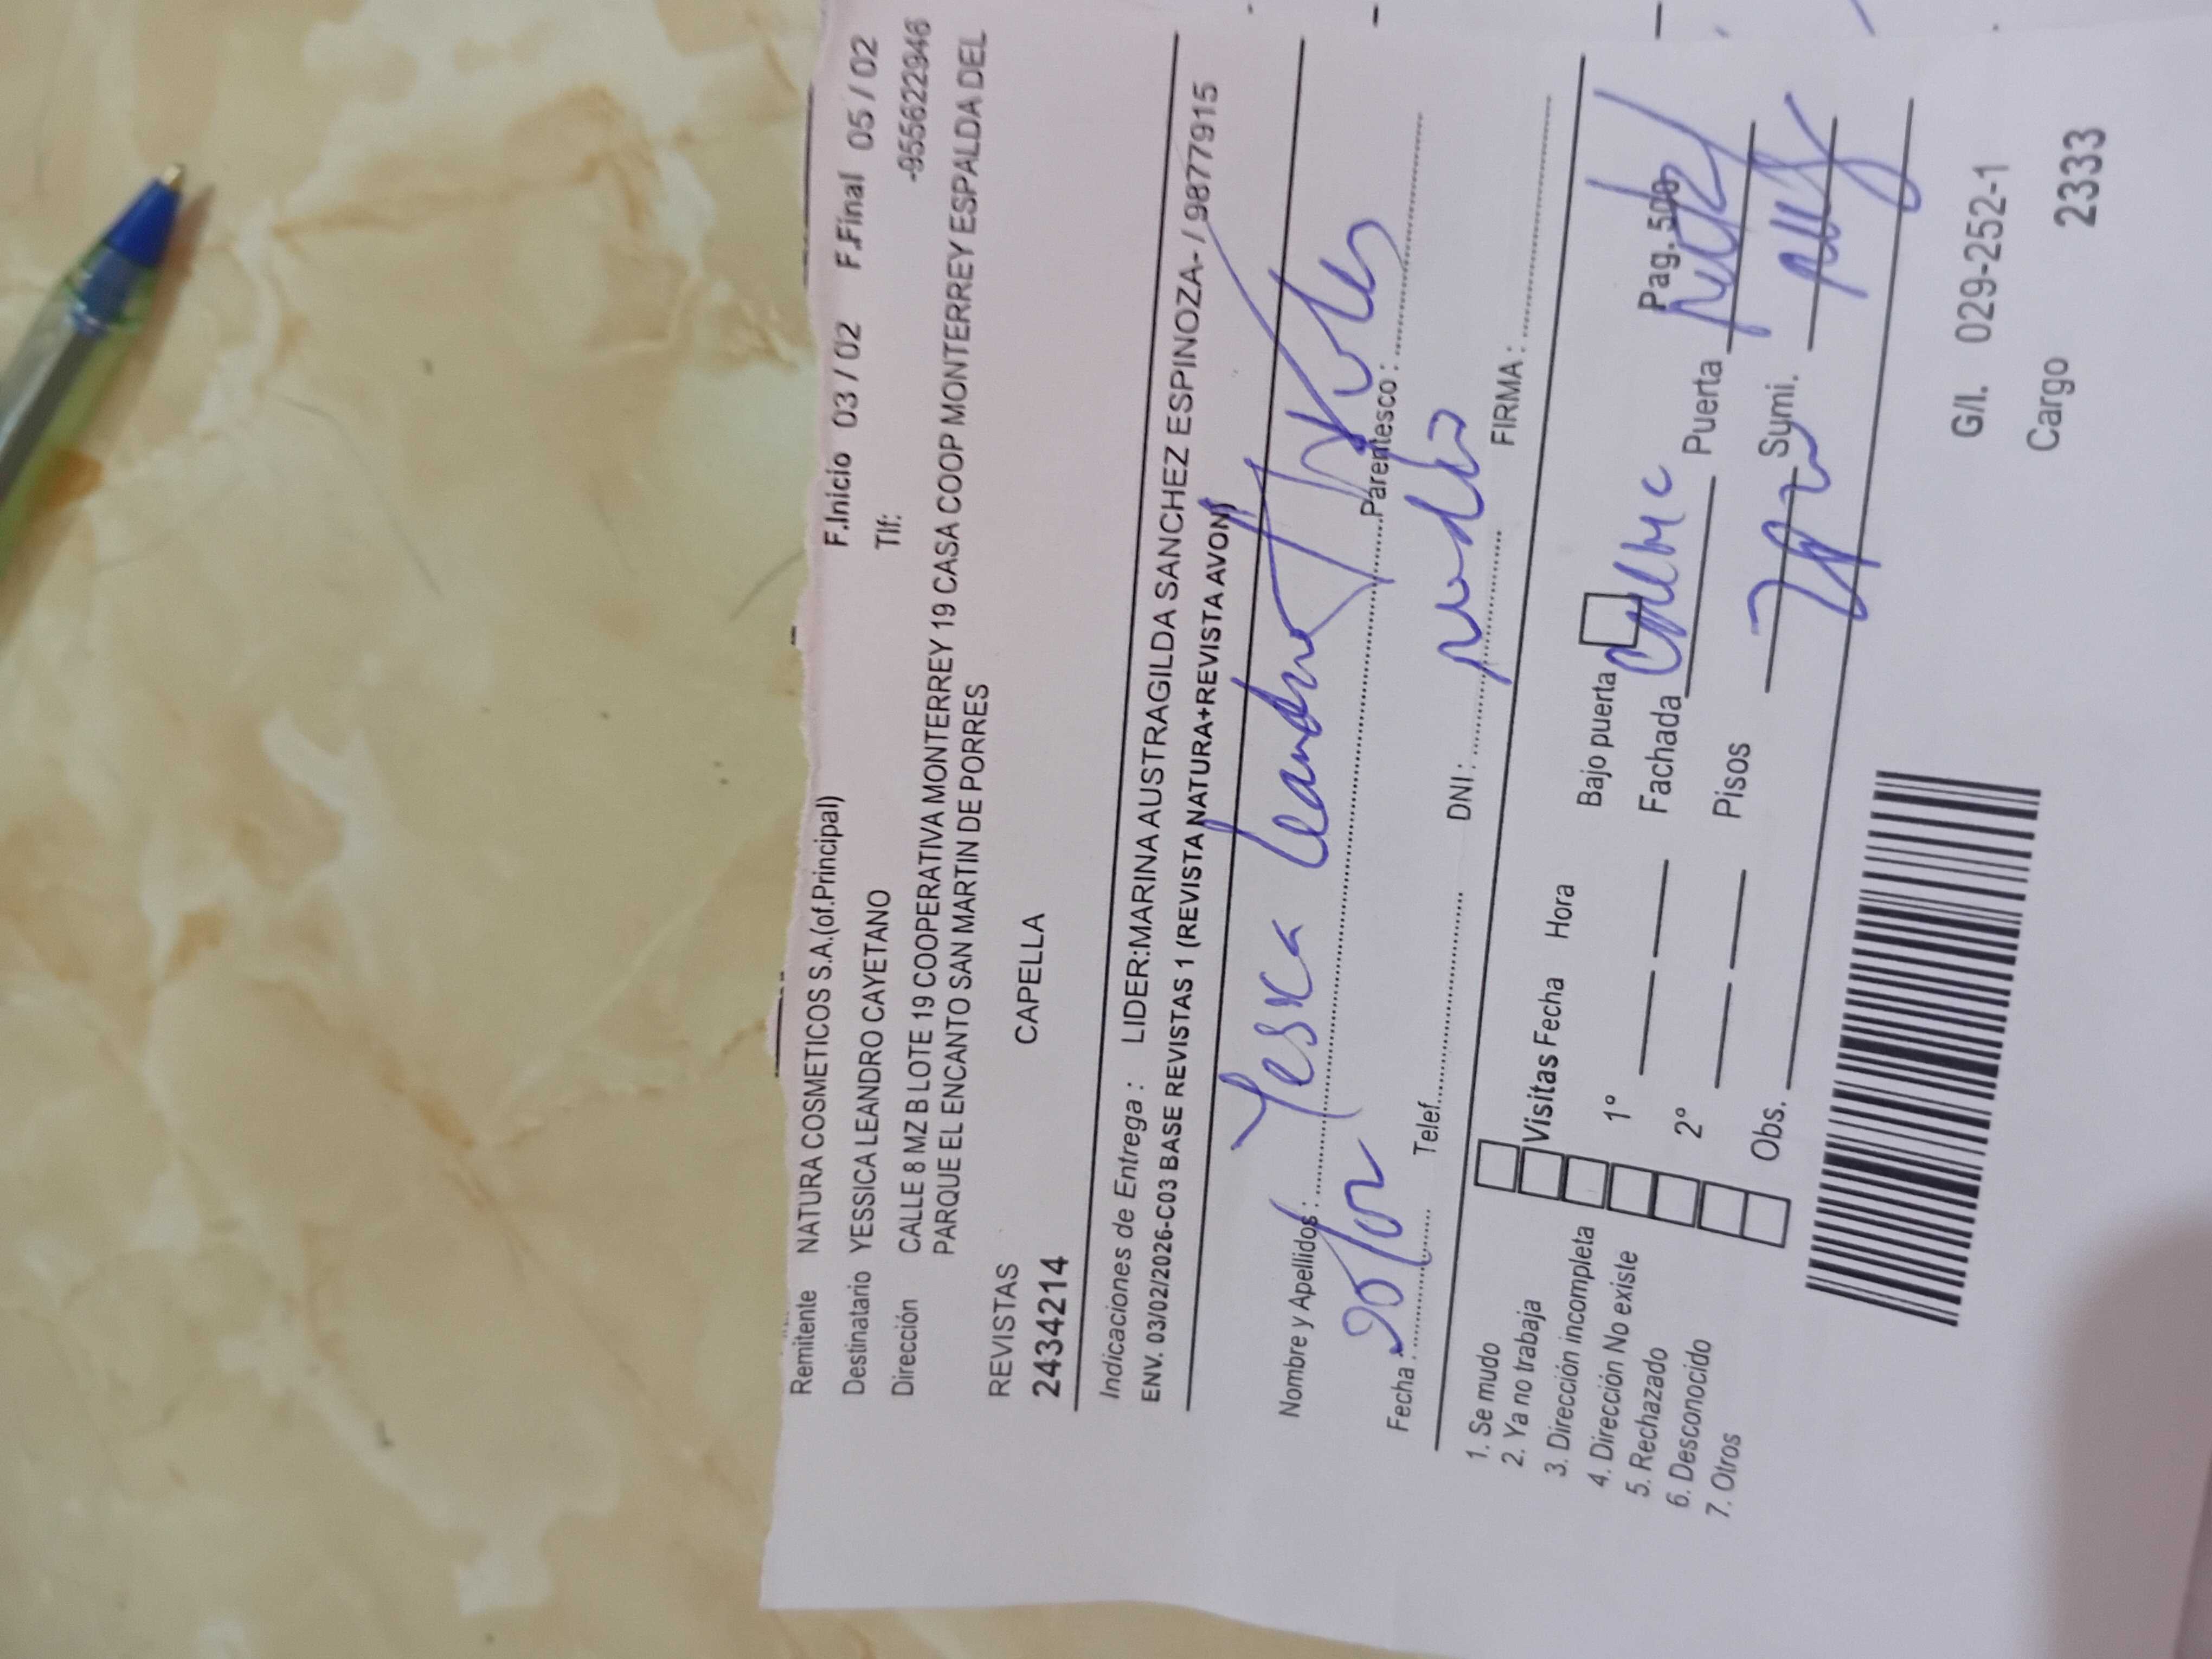 Remitente NATURA COSMETICOS S.A.(of.Principal) F.Inicio 03 / 02 F.Final 05 / 02
Destinatario YESSICA LEANDRO CAYETANO Tlf: -955622946
Dirección CALLE 8 MZ B LOTE 19 COOPERATIVA MONTERREY 19 CASA COOP MONTERREY ESPALDA DEL
PARQUE EL ENCANTO SAN MARTIN DE PORRES
REVISTAS CAPELLA
2434214
Indicaciones de Entrega : LIDER:MARINA AUSTRAGILDA SANCHEZ ESPINOZA- / 9877915
ENV. 03/02/2026-C03 BASE REVISTAS 1 (REVISTA NATURA+REVISTA AVON)
Nombre y Apellidos: Yesica Leandro Parentesco :
Fecha : Telef. DNI : FIRMA :
1. Se mudo
2. Ya no trabaja
3. Dirección incompleta
4. Dirección No existe
5. Rechazado
6. Desconocido
7. Otros
Visitas Fecha Hora Bajo puerta Pag. 500
1° Fachada Puerta
2° Pisos Sumi.
Obs.
G/I. 029-252-1
Cargo 2333